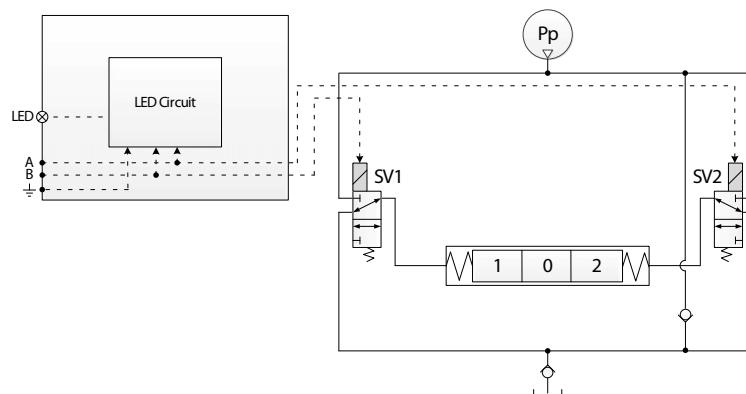 Pp
LED Circuit
LED
A
B
SV1
SV2
1 0 2